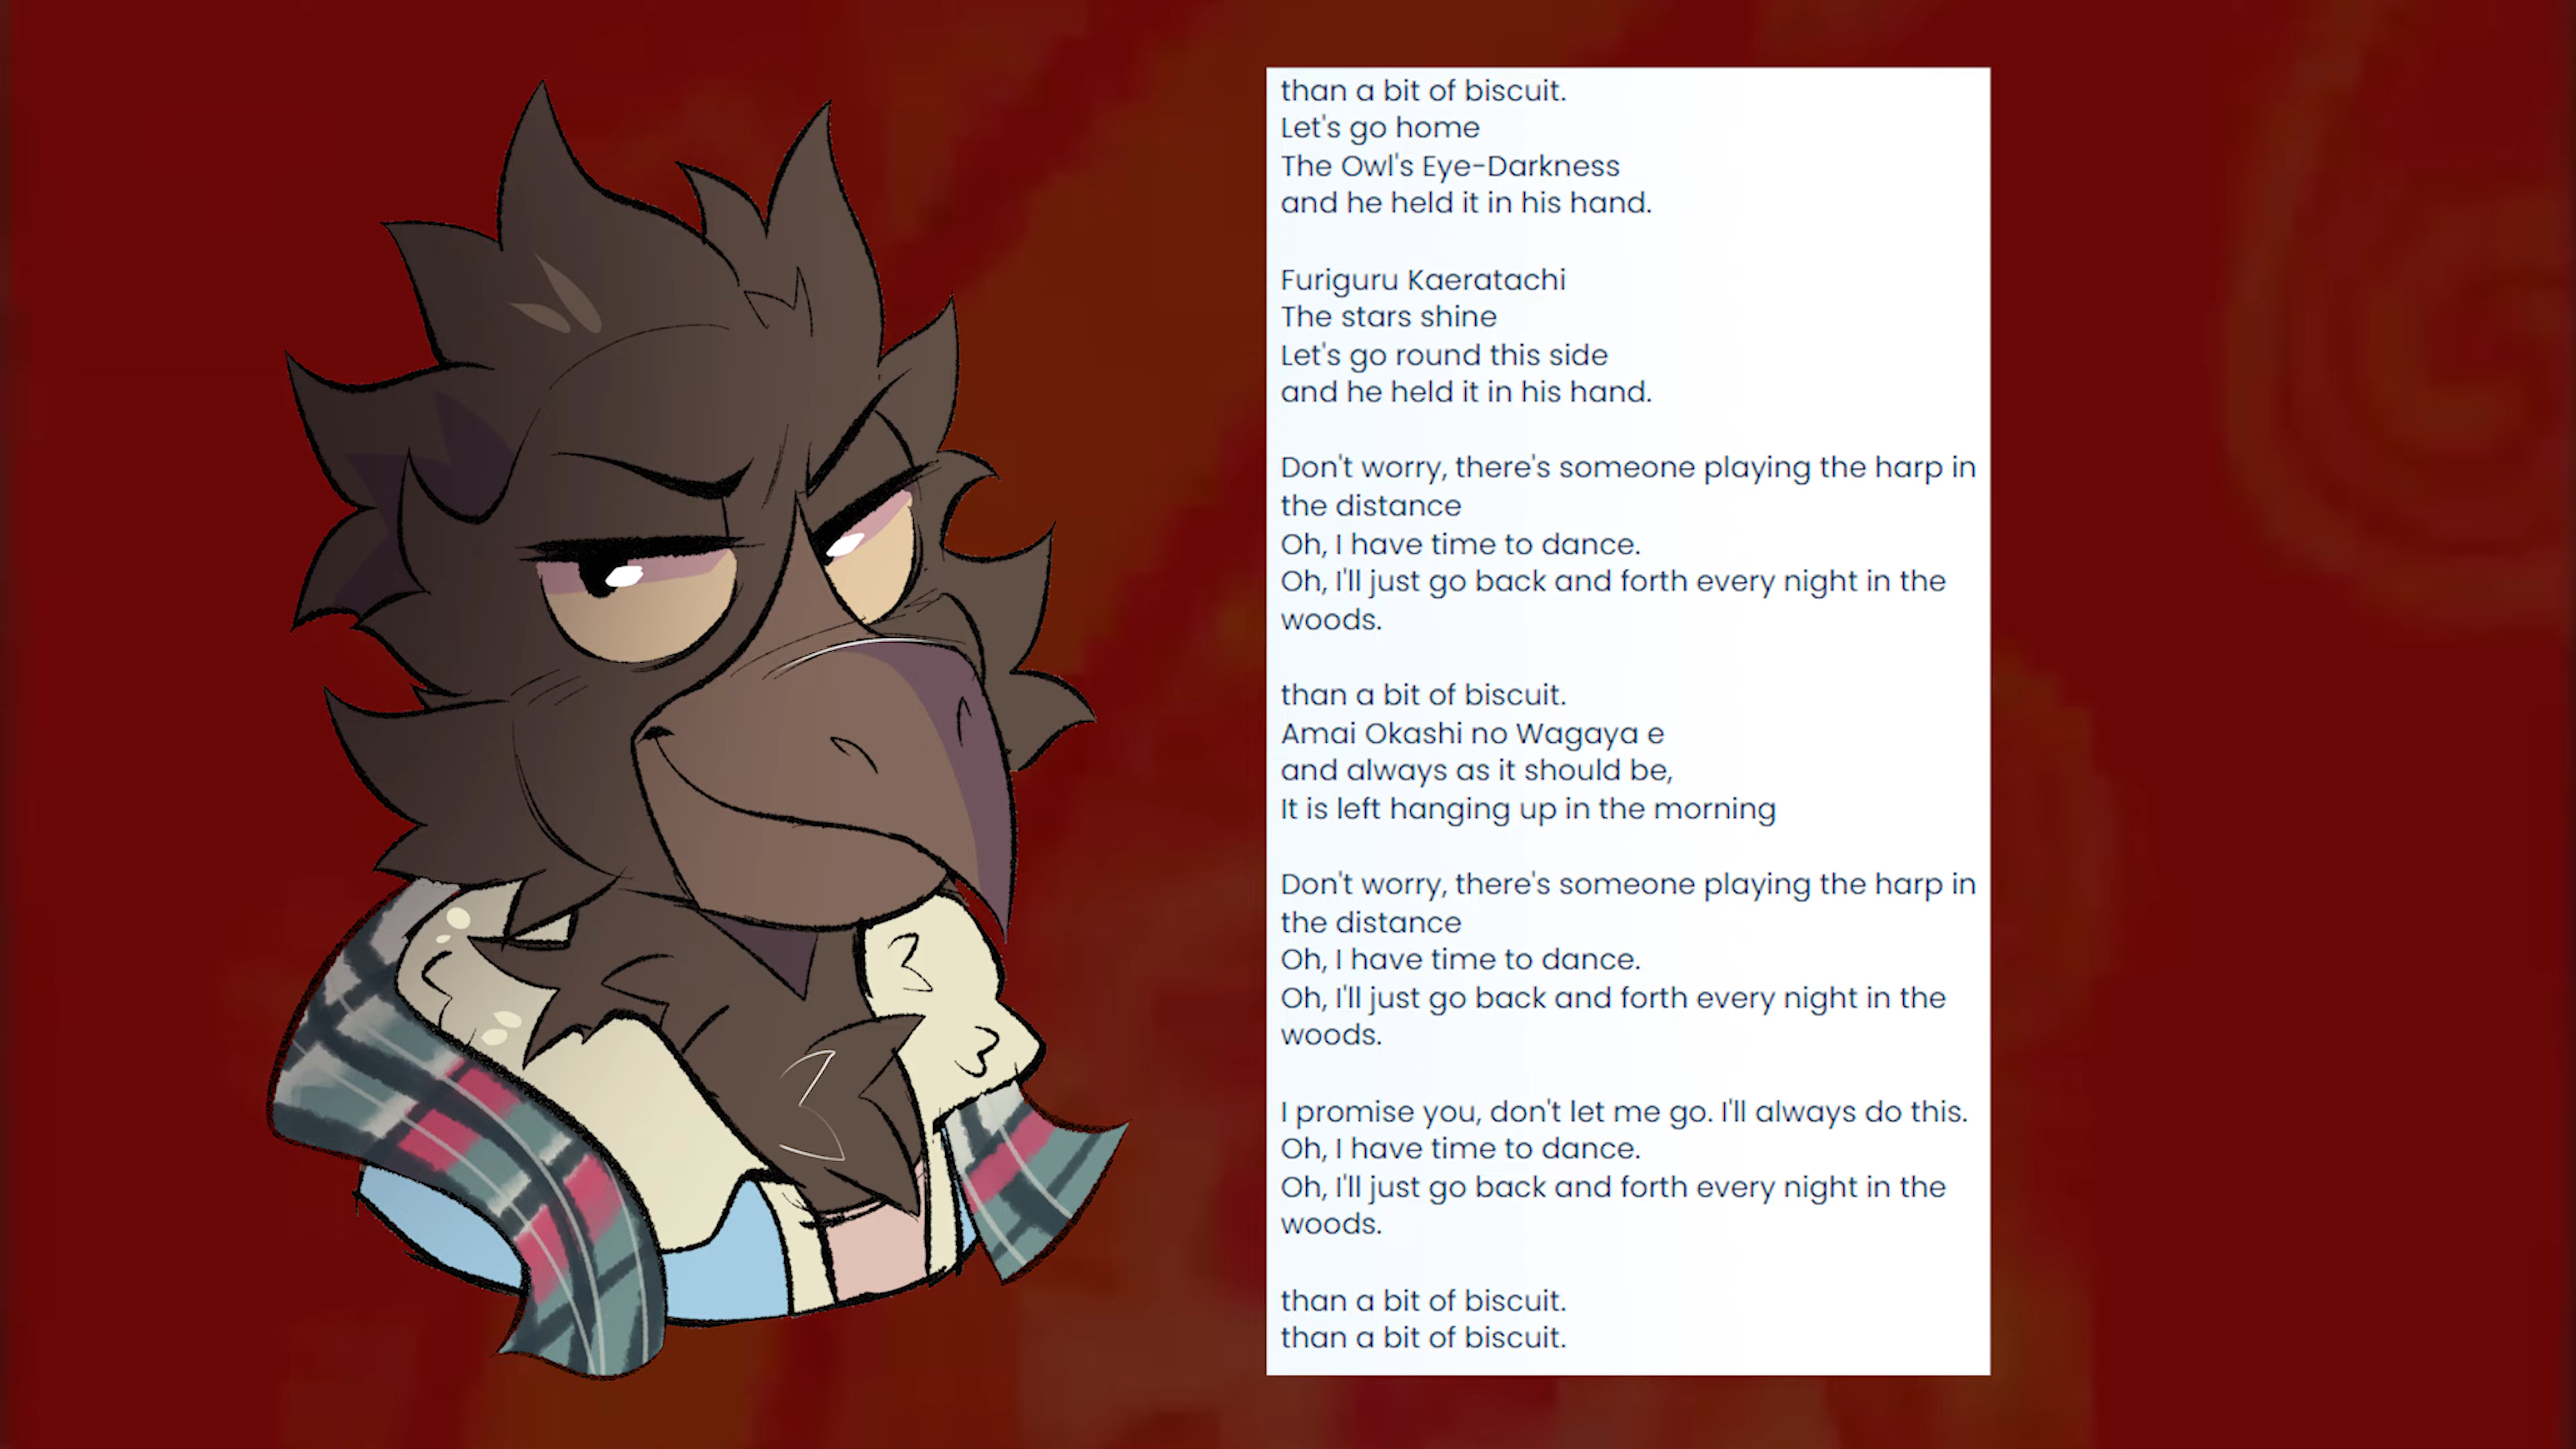 than a bit of biscuit.
Let's go home
The Owl's Eye-Darkness
and he held it in his hand.
Furiguru Kaeratachi
The stars shine
Let's go round this side
and he held it in his hand.
Don't worry, there's someone playing the harp in
the distance
Oh, I have time to dance.
Oh, I'll just go back and forth every night in the
woods.
than a bit of biscuit.
Amai Okashi no Wagaya e
and always as it should be,
It is left hanging up in the morning
Don't worry, there's someone playing the harp in
the distance
Oh, I have time to dance.
Oh, I'll just go back and forth every night in the
woods.
I promise you, don't let me go. I'll always do this.
Oh, I have time to dance.
Oh, I'll just go back and forth every night in the
woods.
than a bit of biscuit.
than a bit of biscuit.